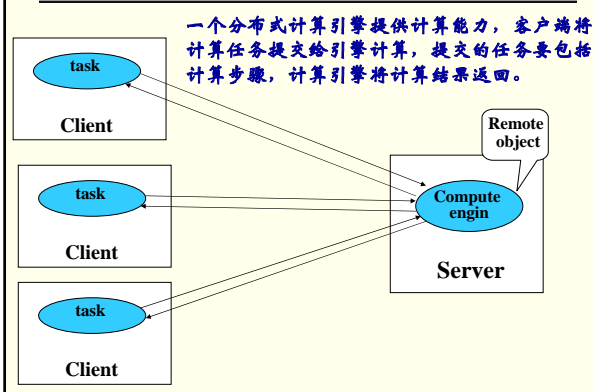 一个分布式计算引擎提供计算能力，客户端将
计算任务提交给引擎计算，提交的任务要包括
计算步骤，计算引擎将计算结果返回。
task
Client
Remote
object
task
Client
Compute
engin
Server
task
Client